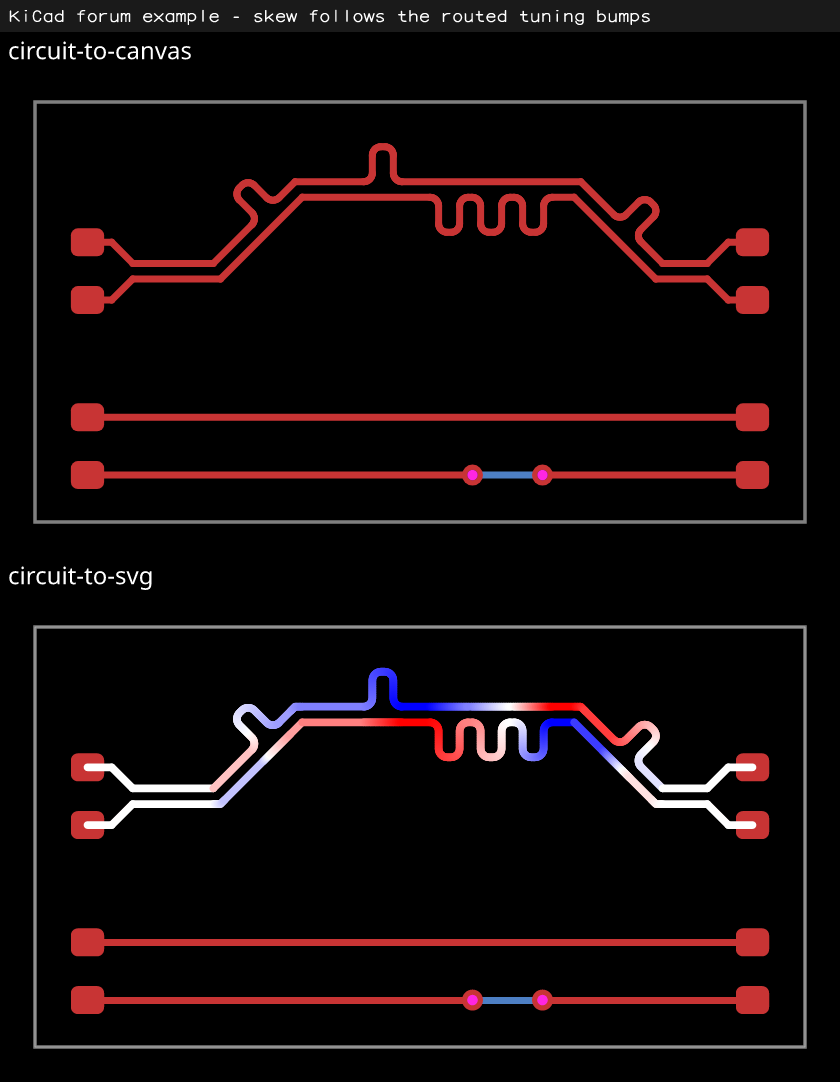 KiCad forum example - skew follows the routed tuning bumps
circuit-to-canvas
circuit-to-svg